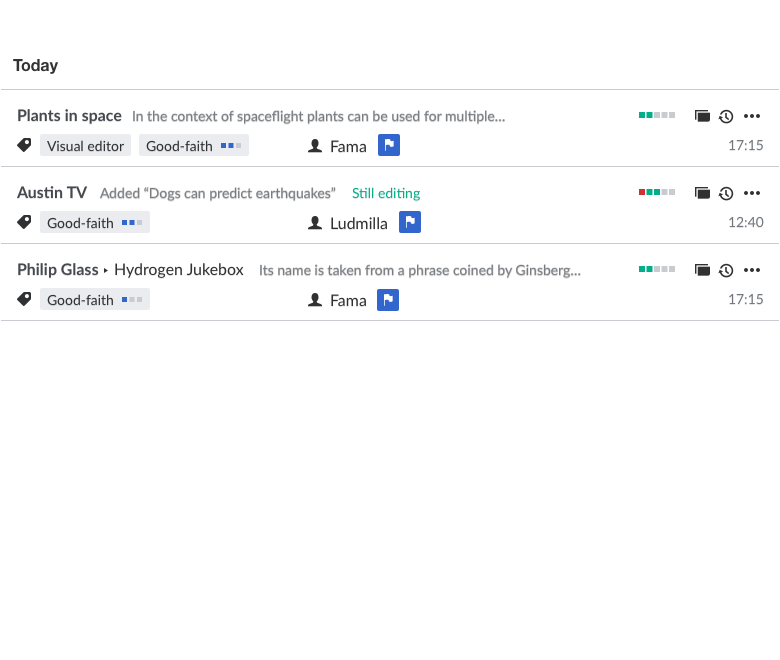 Today
Plants in space In the context of spaceflight plants can be used for multiple...
Visual editor Good-faith Fama 17:15
Austin TV Added “Dogs can predict earthquakes” Still editing
Good-faith Ludmilla 12:40
Philip Glass ‣ Hydrogen Jukebox Its name is taken from a phrase coined by Ginsberg...
Good-faith Fama 17:15